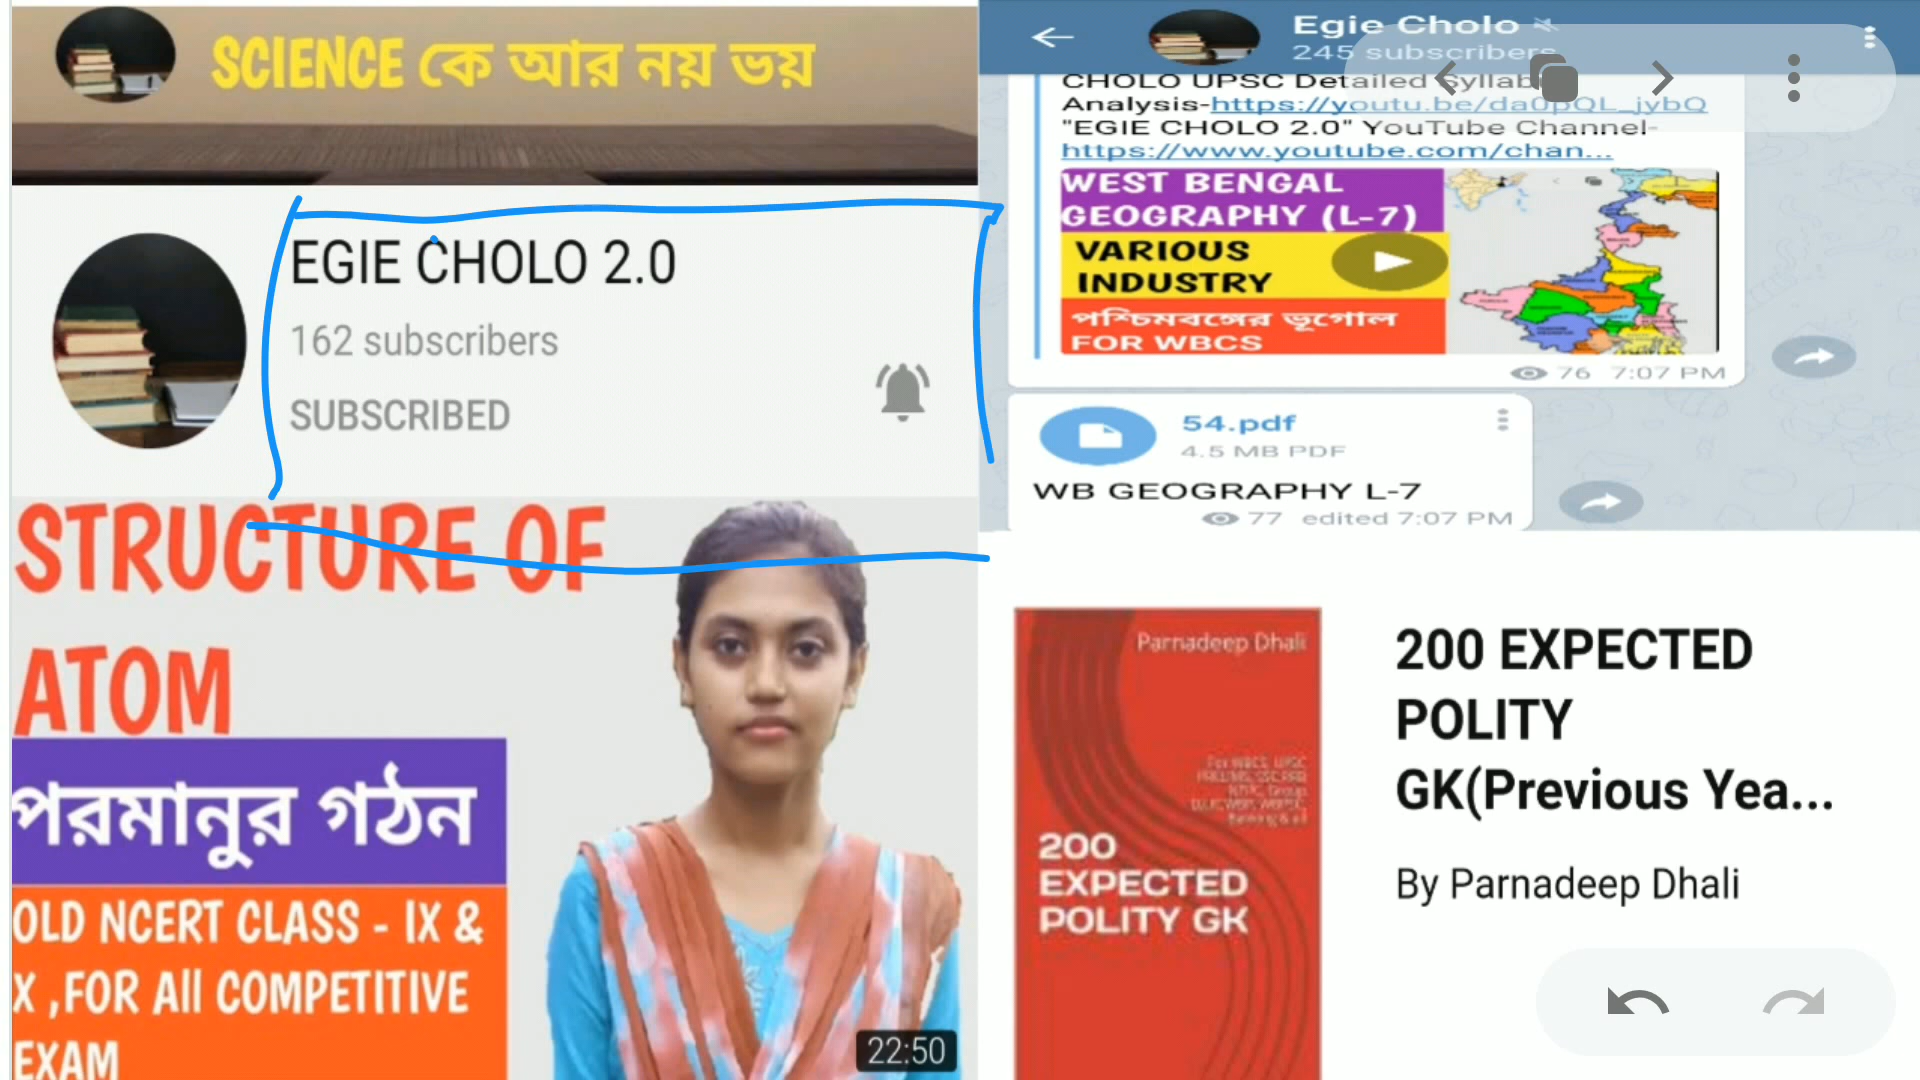 SCIENCE কে আর নয় ভয়
EGIE CHOLO 2.0
162 subscribers
SUBSCRIBED
STRUCTURE OF
ATOM
পরমানুর গঠন
OLD NCERT CLASS - IX &
X ,FOR All COMPETITIVE
EXAM
22:50
Egie Cholo
245 subscribers
CHOLO UPSC Detailed
Analysis-https://youtu.be/da0pQL_jybQ
"EGIE CHOLO 2.0" YouTube Channel-
https://www.youtube.com/chan...
WEST BENGAL
GEOGRAPHY (L-7)
VARIOUS
INDUSTRY
পশ্চিমবঙ্গের ভূগোল
FOR WBCS
76 7:07 PM
54.pdf
4.5 MB PDF
WB GEOGRAPHY L-7
77 edited 7:07 PM
Parnadeep Dhali
For WBCS, UPSC
200
EXPECTED
POLITY GK
200 EXPECTED
POLITY
GK(Previous Yea...
By Parnadeep Dhali